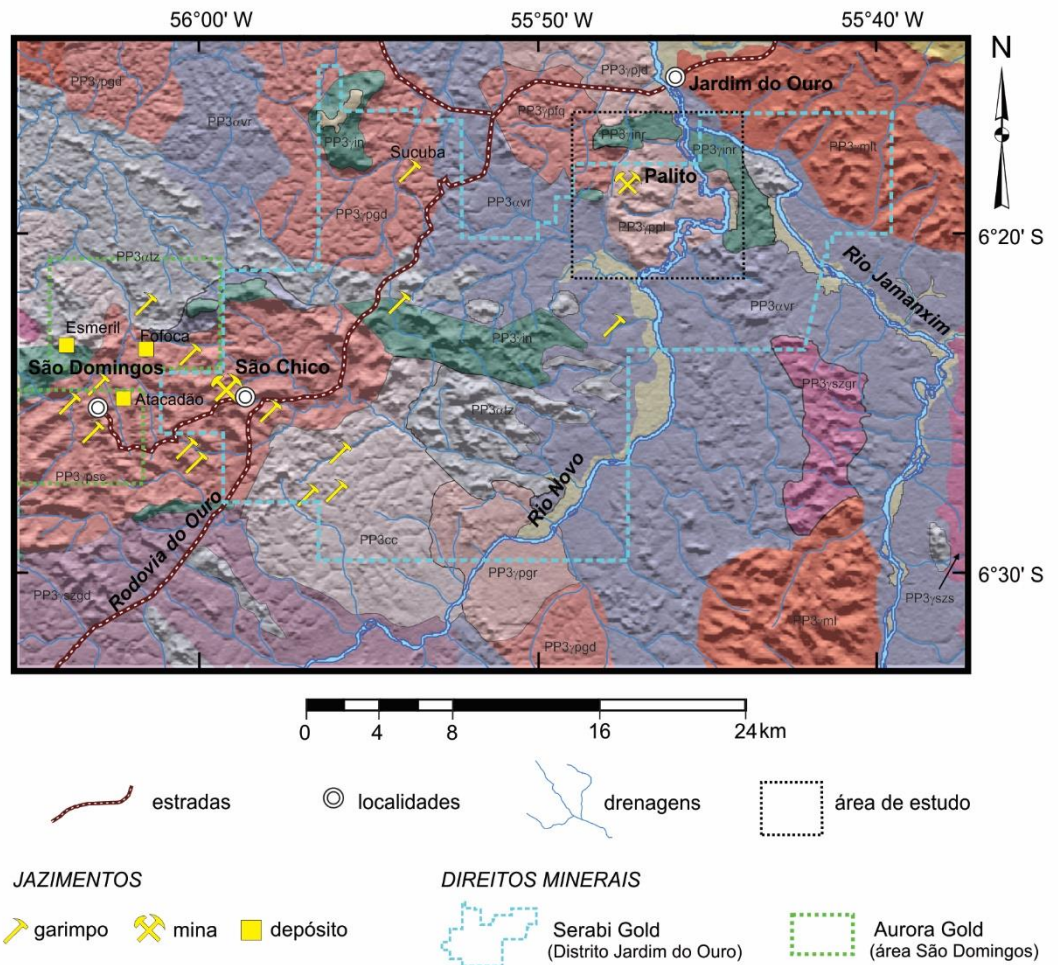 56°00' W
55°50' W
55°40' W
N
PP3γpgd
PP3γpjd
Jardim do Ouro
PP3αvr
PP3γin
PP3γpfq
PP3γinr
PP3γinr
PP3γmlt
Sucuba
Palito
PP3γpgd
PP3αvr
PP3γppl
6°20' S
PP3αtz
Rio Jamanxim
PP3αvr
Esmeril
Fofoca
PP3γin
São Domingos
São Chico
PP3γszgr
Atacadão
PP3αtz
PP3γpsc
Rio Novo
Rodovia do Ouro
PP3cc
PP3γpgr
6°30' S
PP3γszgd
PP3γszs
PP3γml
PP3γpgd
0 4 8 16 24 km
estradas
localidades
drenagens
área de estudo
JAZIMENTOS
DIREITOS MINERAIS
garimpo
mina
depósito
Serabi Gold
(Distrito Jardim do Ouro)
Aurora Gold
(área São Domingos)